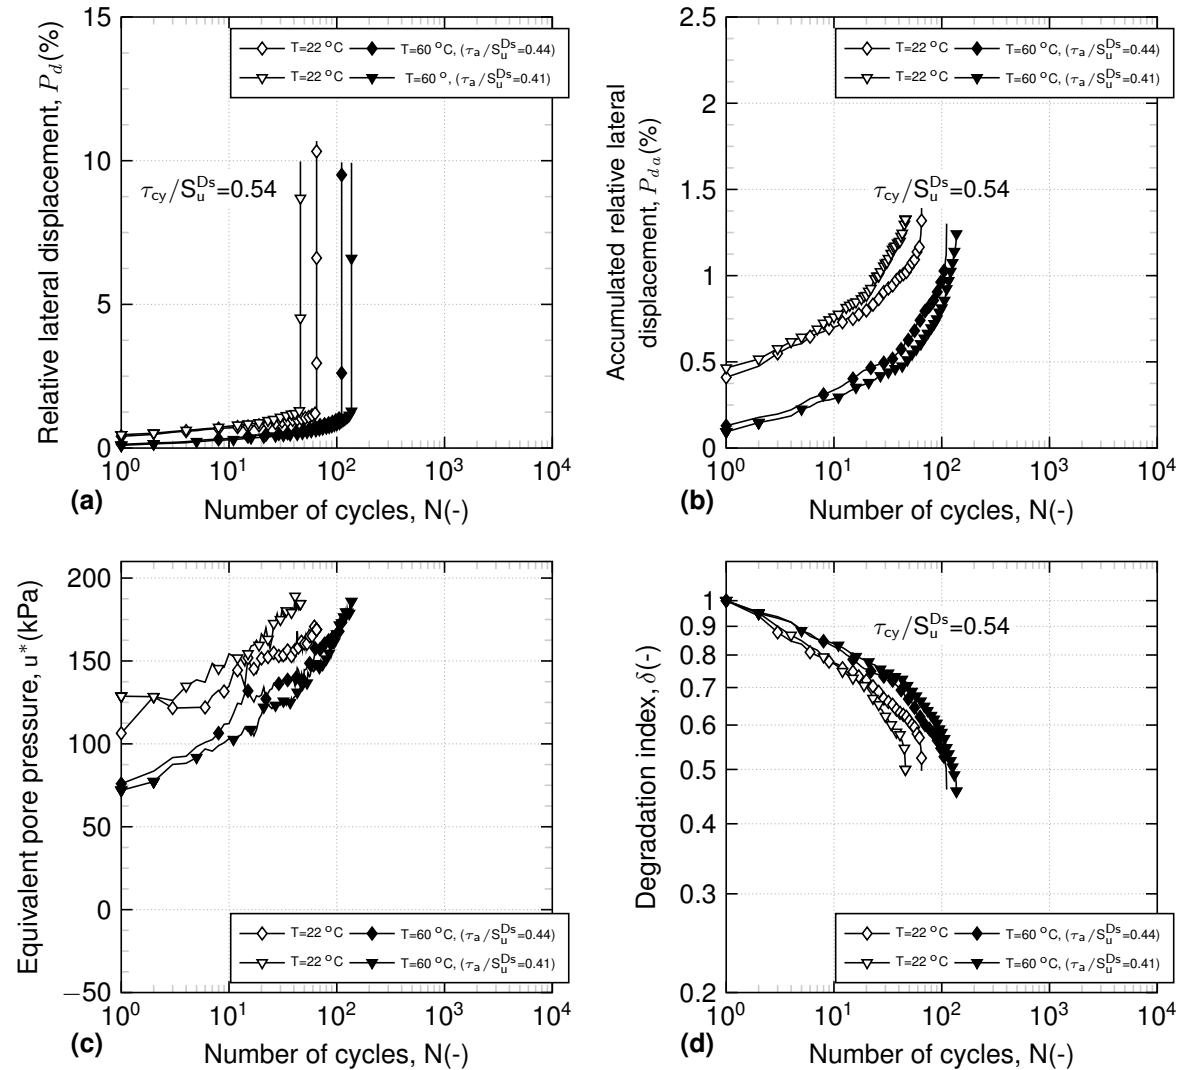 15
10
5
0
Relative lateral displacement, P_d(%)
T=22 °C T=60 °C, (τ_a/S_u^Ds=0.44)
T=22 °C T=60 °, (τ_a/S_u^Ds=0.41)
τ_cy/S_u^Ds=0.54
10^0 10^1 10^2 10^3 10^4
(a)
Number of cycles, N(-)
2.5
2
1.5
1
0.5
0
Accumulated relative lateral
displacement, P_da(%)
T=22 °C T=60 °C, (τ_a/S_u^Ds=0.44)
T=22 °C T=60 °C, (τ_a/S_u^Ds=0.41)
τ_cy/S_u^Ds=0.54
10^0 10^1 10^2 10^3 10^4
(b)
Number of cycles, N(-)
200
150
100
50
0
−50
Equivalent pore pressure, u*(kPa)
T=22 °C T=60 °C, (τ_a/S_u^Ds=0.44)
T=22 °C T=60 °C, (τ_a/S_u^Ds=0.41)
10^0 10^1 10^2 10^3 10^4
(c)
Number of cycles, N(-)
1
0.9
0.8
0.7
0.6
0.5
0.4
0.3
0.2
Degradation index, δ(-)
τ_cy/S_u^Ds=0.54
T=22 °C T=60 °C, (τ_a/S_u^Ds=0.44)
T=22 °C T=60 °C, (τ_a/S_u^Ds=0.41)
10^0 10^1 10^2 10^3 10^4
(d)
Number of cycles, N(-)